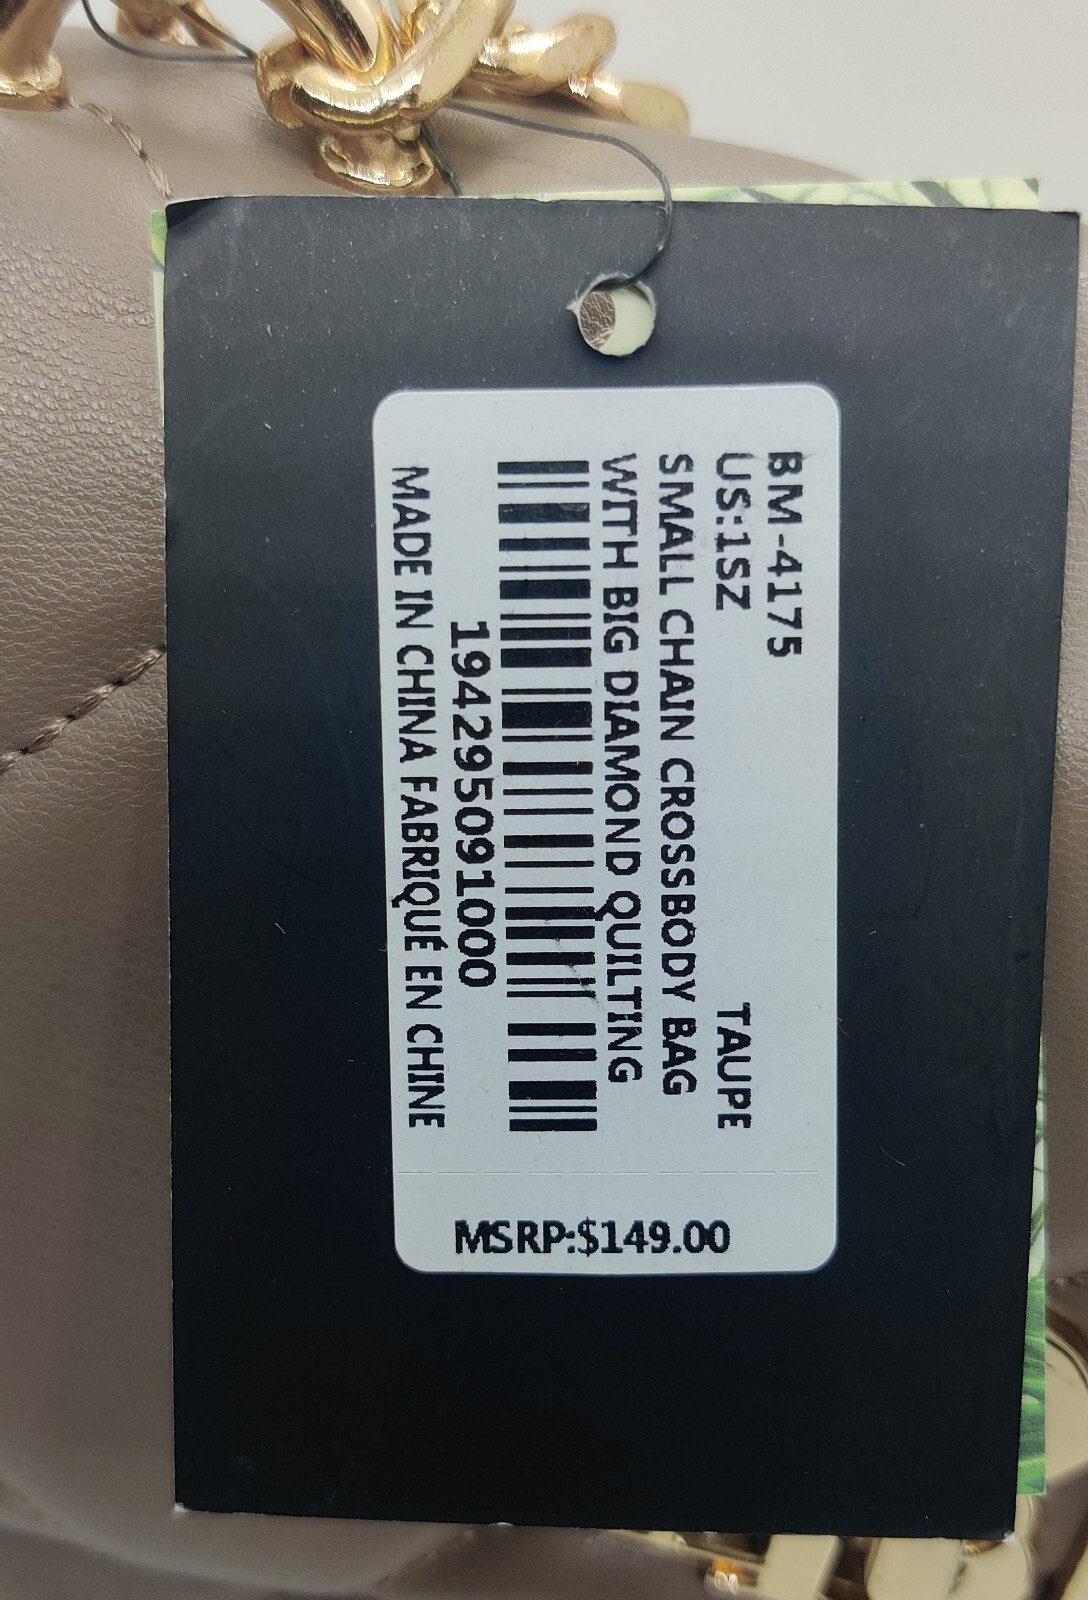 BM-4175
US:1SZ TAUPE
SMALL CHAIN CROSSBODY BAG
WITH BIG DIAMOND QUILTING
194295091000
MADE IN CHINA FABRIQUÉ EN CHINE
MSRP:$149.00